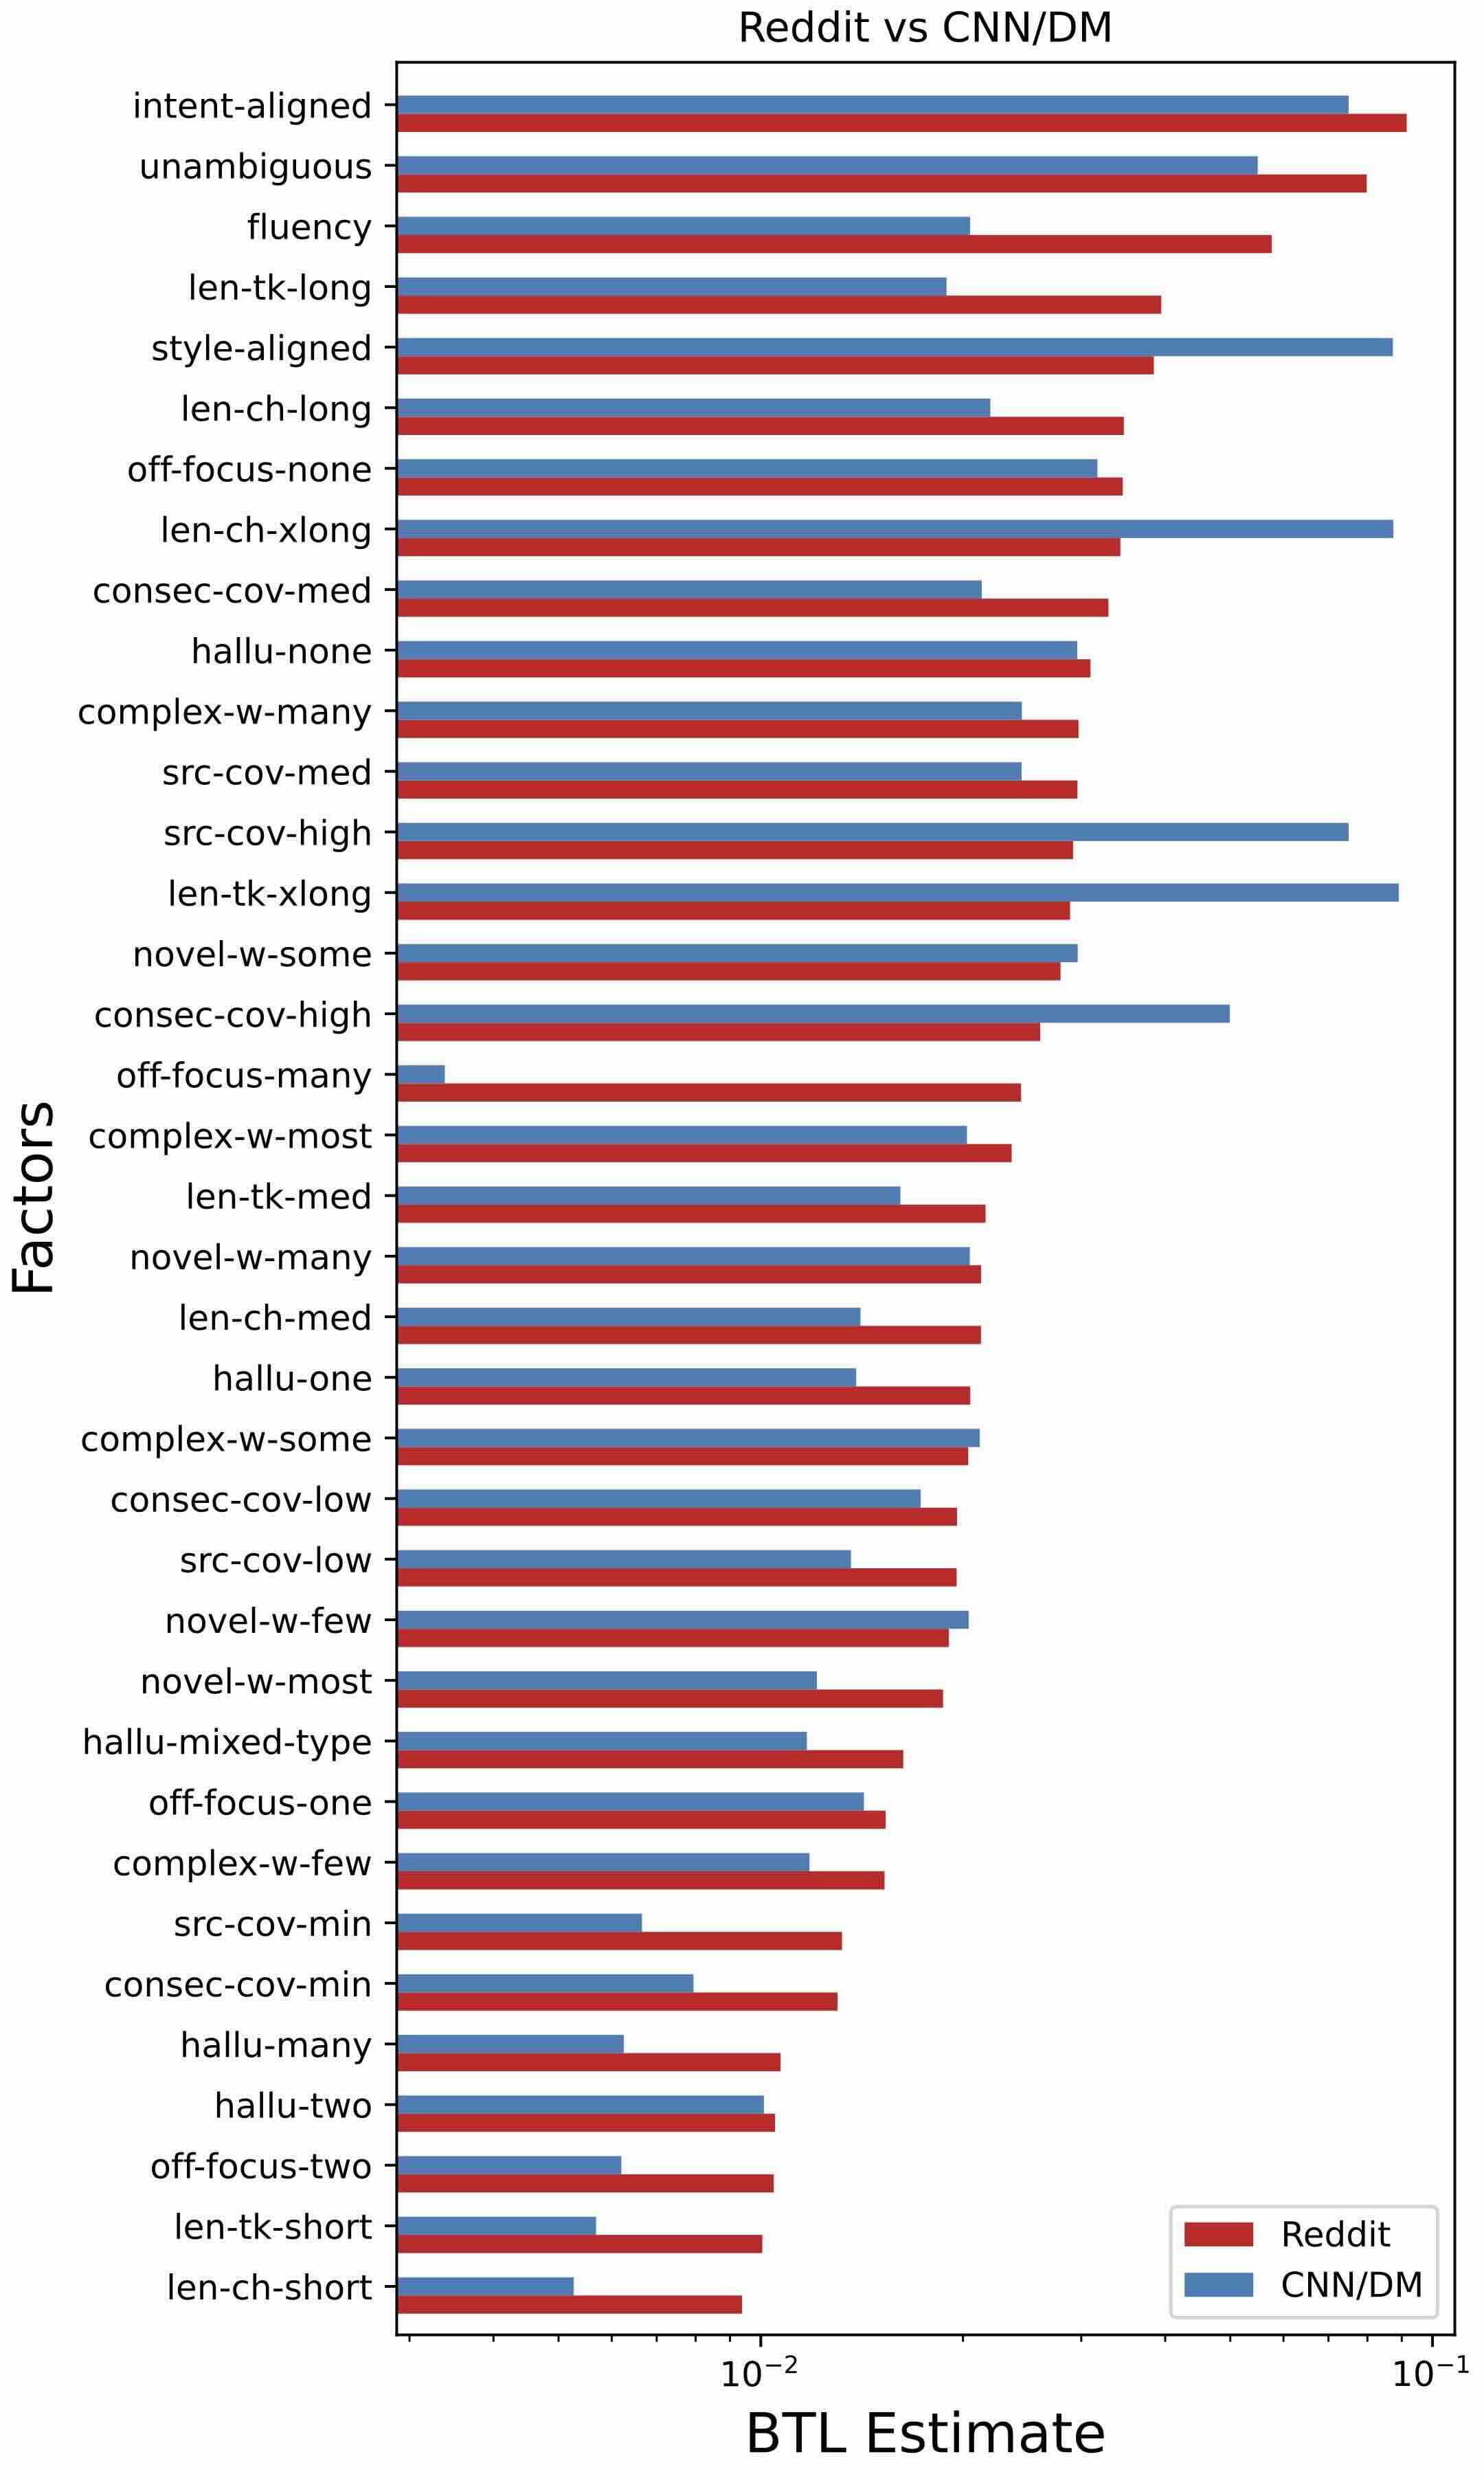 Reddit vs CNN/DM
intent-aligned
unambiguous
fluency
len-tk-long
style-aligned
len-ch-long
off-focus-none
len-ch-xlong
consec-cov-med
hallu-none
complex-w-many
src-cov-med
src-cov-high
len-tk-xlong
novel-w-some
consec-cov-high
off-focus-many
complex-w-most
len-tk-med
novel-w-many
len-ch-med
hallu-one
complex-w-some
consec-cov-low
src-cov-low
novel-w-few
novel-w-most
hallu-mixed-type
off-focus-one
complex-w-few
src-cov-min
consec-cov-min
hallu-many
hallu-two
off-focus-two
len-tk-short
len-ch-short
Factors
Reddit
CNN/DM
10⁻² 10⁻¹
BTL Estimate